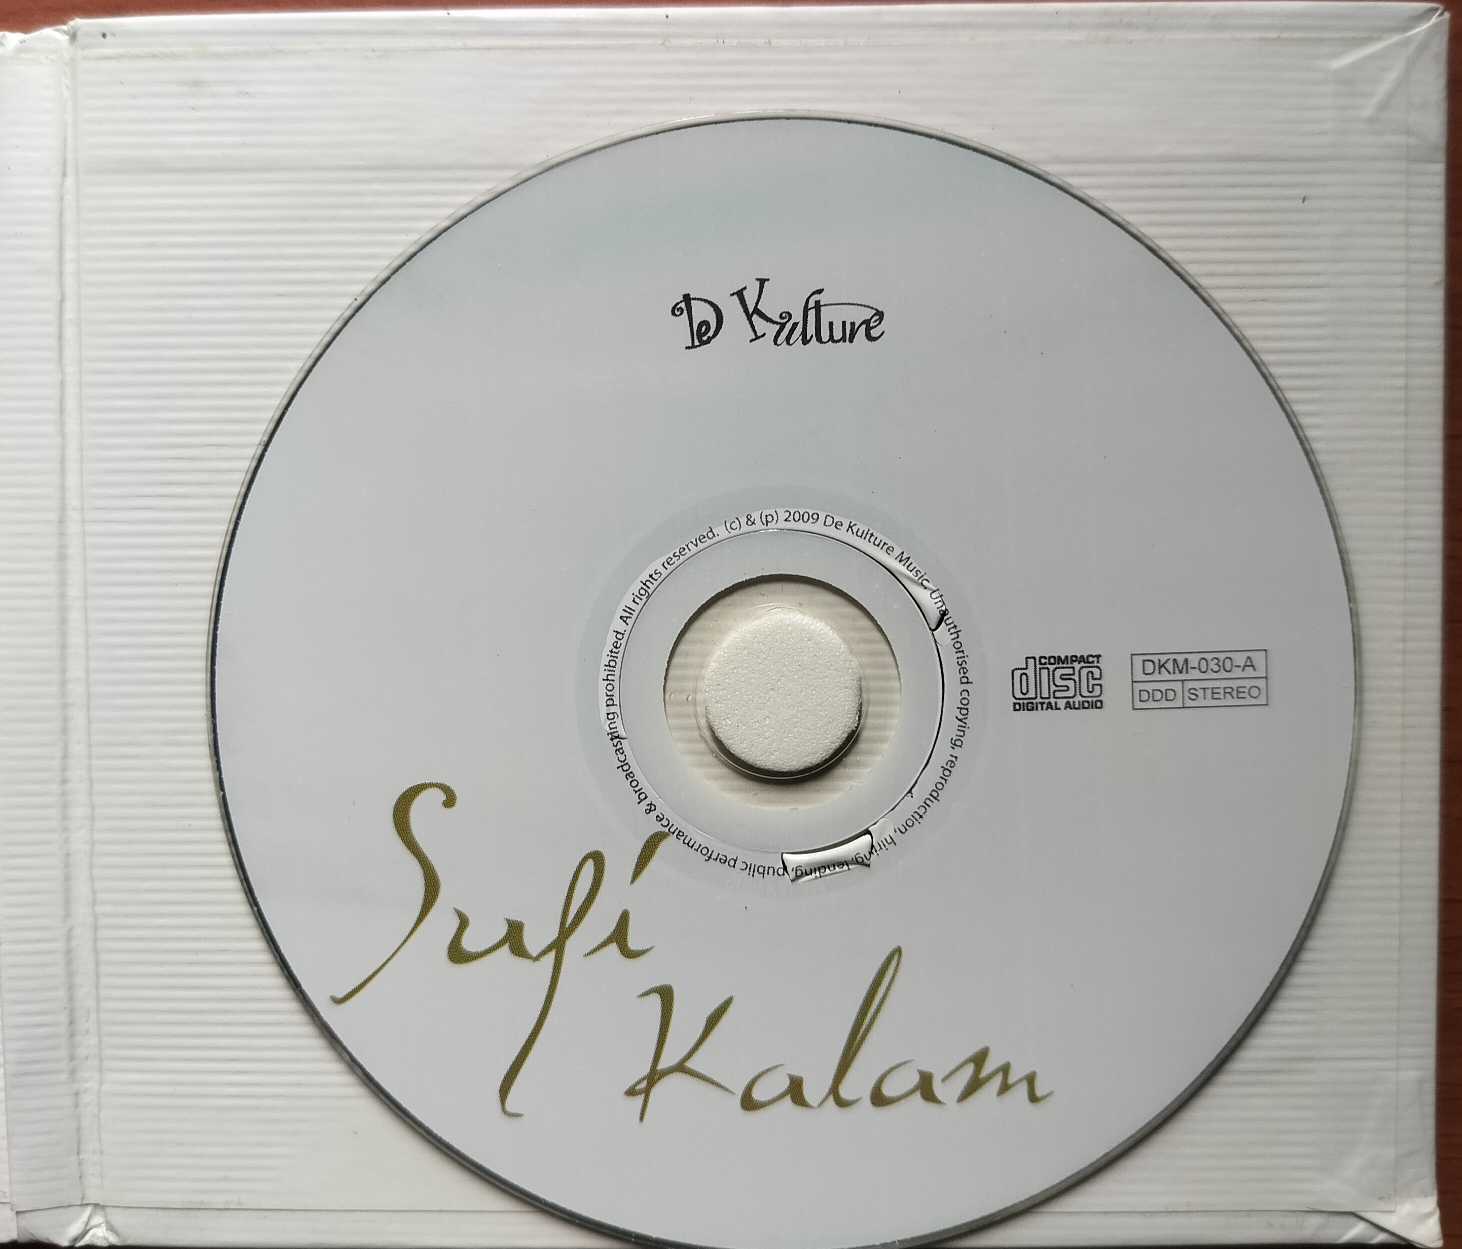 De Kulture
(c) & (p) 2009 De Kulture Music. Unauthorised copying, reproduction, hiring, lending, public performance & broadcasting prohibited. All rights reserved.
COMPACT
disc
DIGITAL AUDIO
DKM-030-A
DDD STEREO
Sufi
Kalam